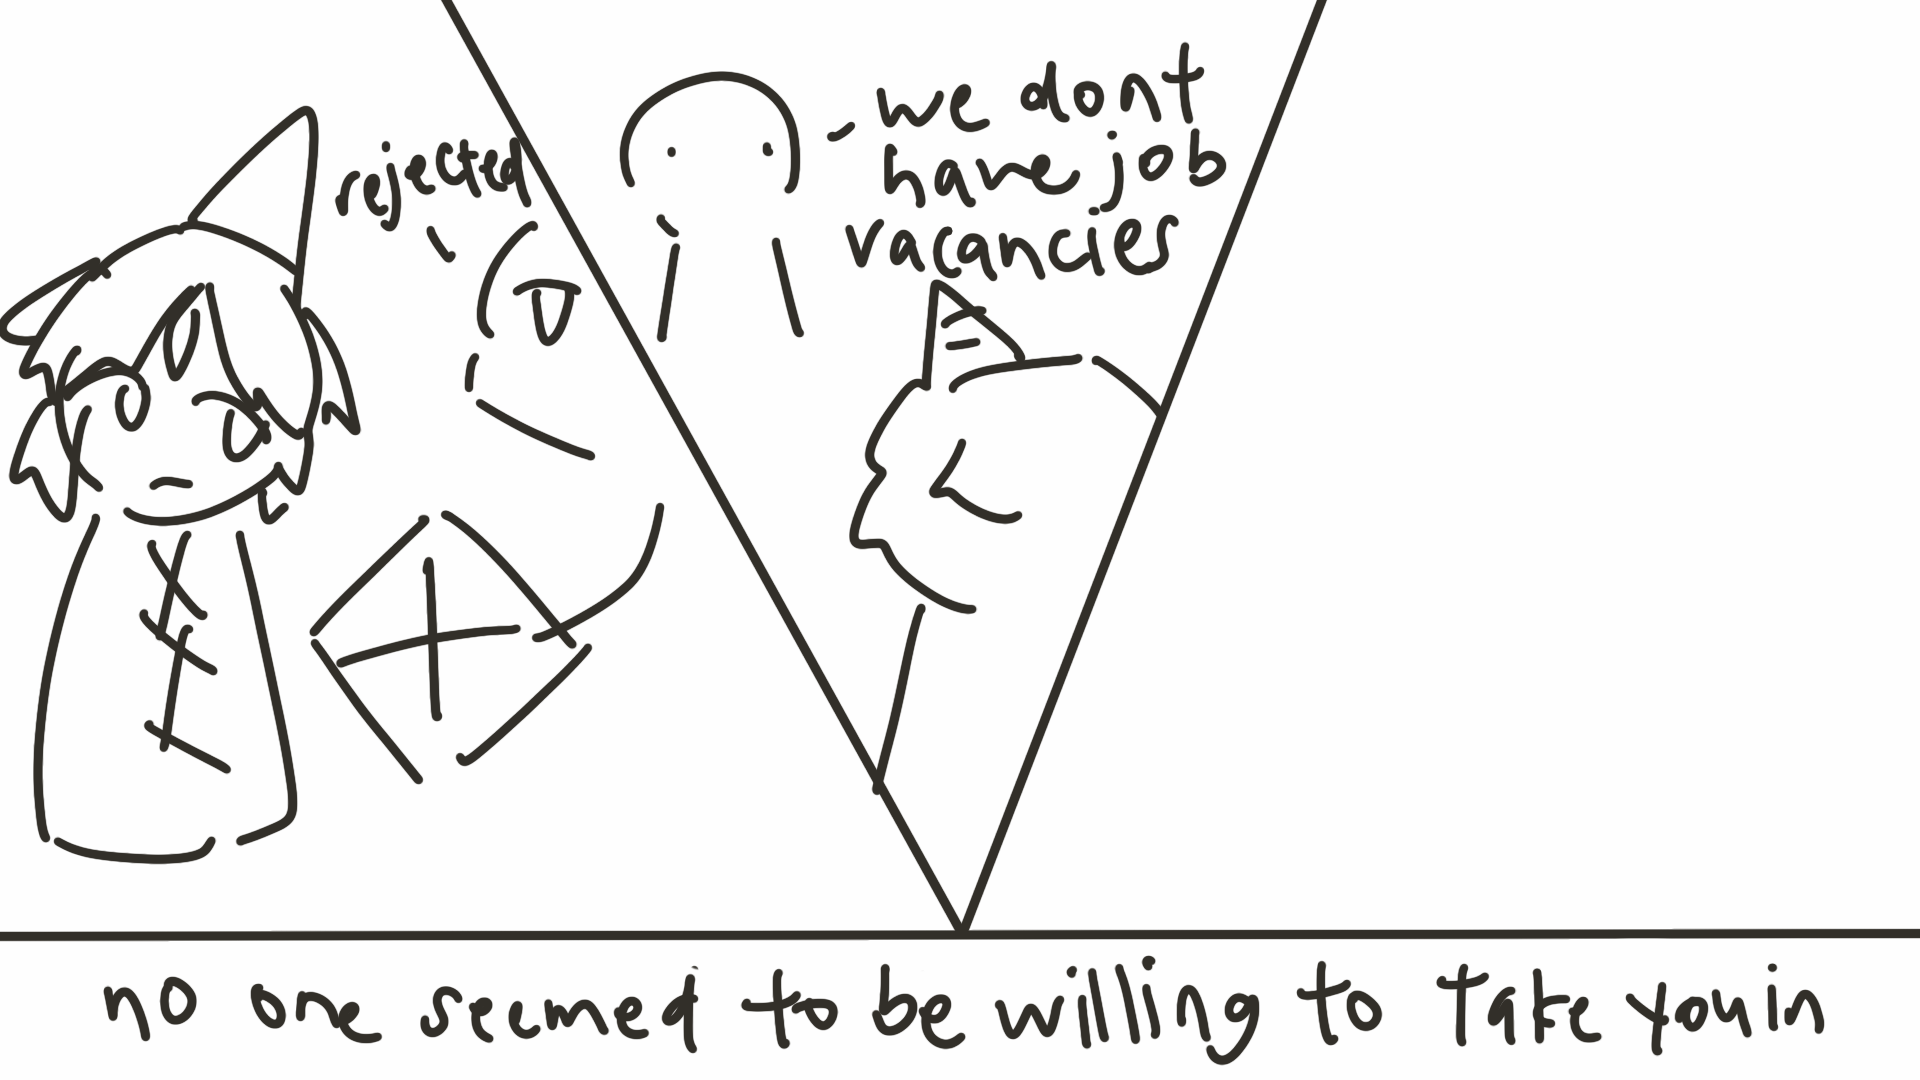 rejected
we dont
have job
vacancies
no one seemed to be willing to take you in